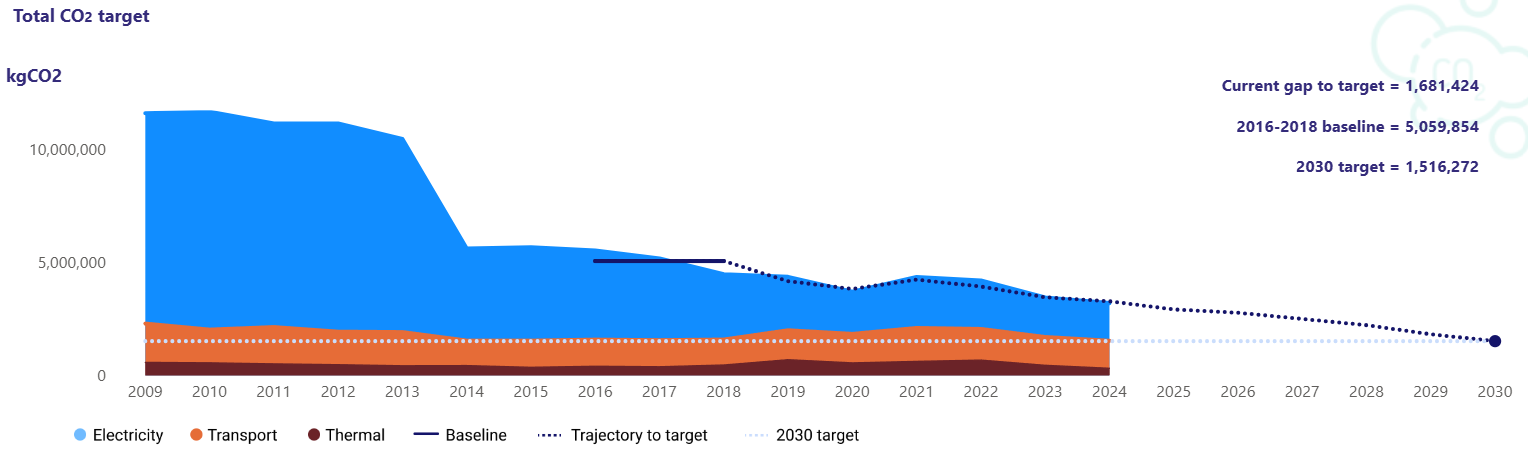 Total CO2 target
kgCO2
CO2
Current gap to target = 1,681,424
2016-2018 baseline = 5,059,854
2030 target = 1,516,272
10,000,000
5,000,000
0
2009 2010 2011 2012 2013 2014 2015 2016 2017 2018 2019 2020 2021 2022 2023 2024 2025 2026 2027 2028 2029 2030
Electricity Transport Thermal Baseline Trajectory to target 2030 target